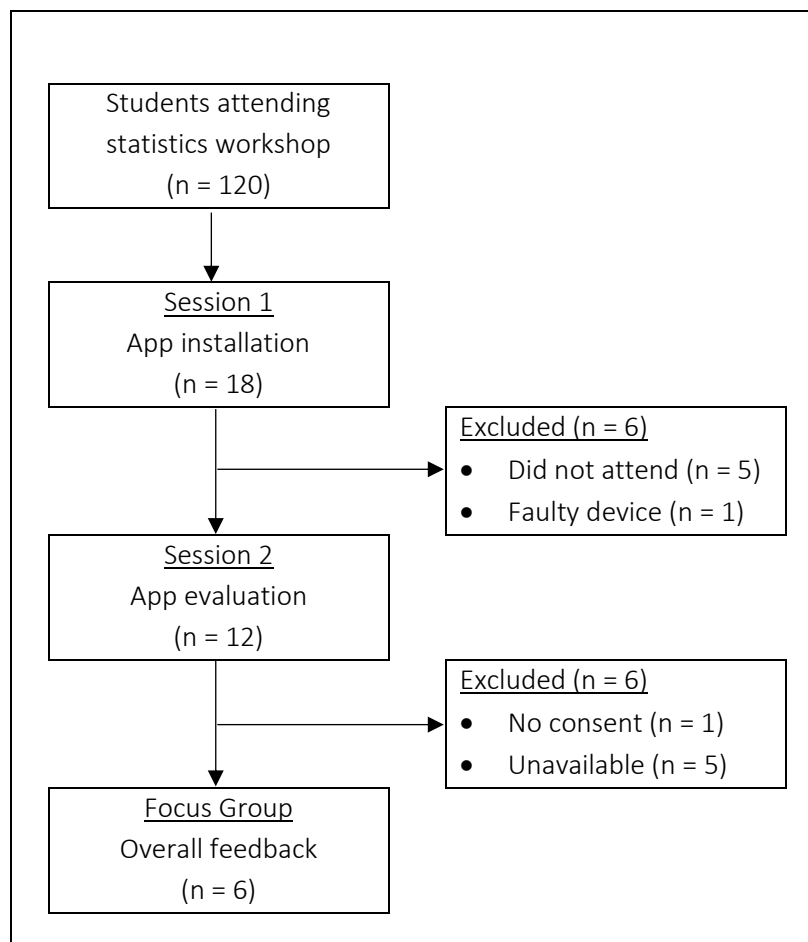 Students attending
statistics workshop
(n = 120)
Session 1
App installation
(n = 18)
Excluded (n = 6)
• Did not attend (n = 5)
• Faulty device (n = 1)
Session 2
App evaluation
(n = 12)
Excluded (n = 6)
• No consent (n = 1)
• Unavailable (n = 5)
Focus Group
Overall feedback
(n = 6)